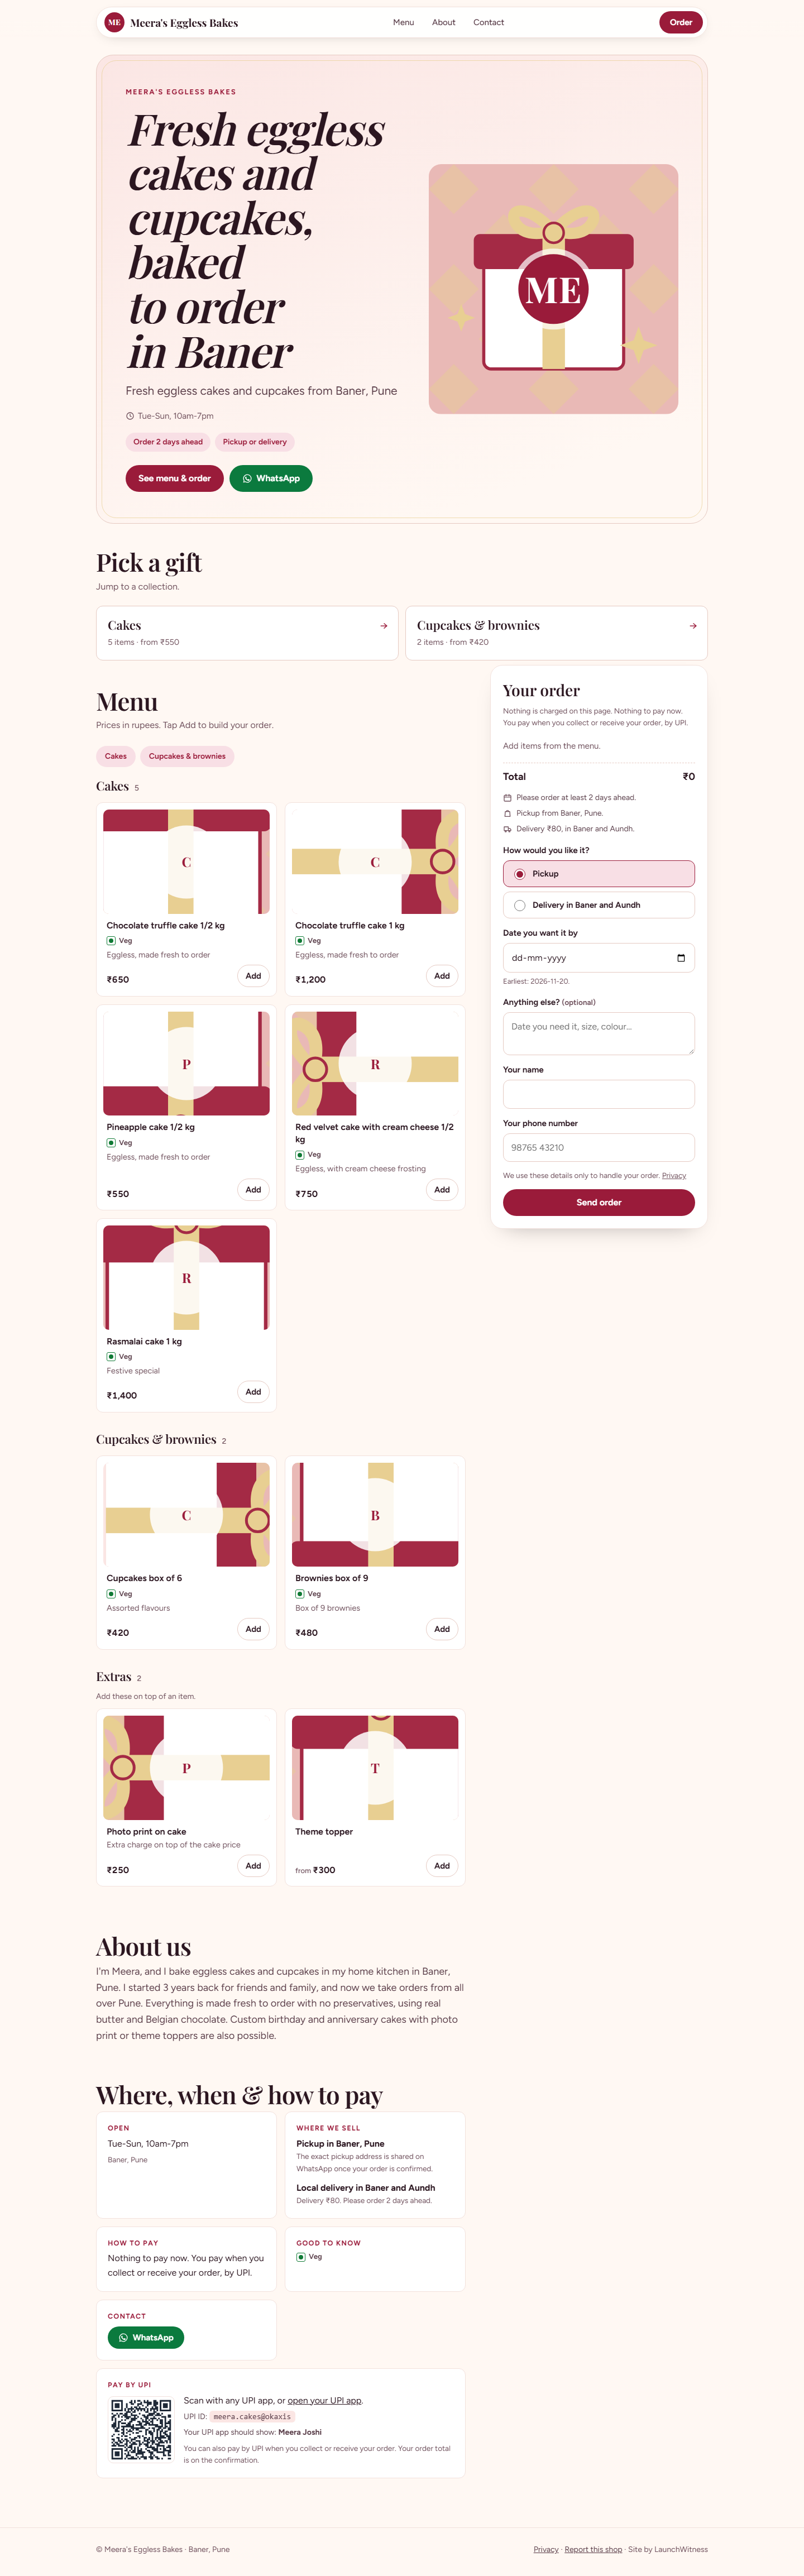 ME Meera's Eggless Bakes
Menu About Contact
Order
MEERA'S EGGLESS BAKES
Fresh eggless
cakes and
cupcakes,
baked
to order
in Baner
Fresh eggless cakes and cupcakes from Baner, Pune
Tue-Sun, 10am-7pm
Order 2 days ahead Pickup or delivery
See menu & order WhatsApp
ME
Pick a gift
Jump to a collection.
Cakes
5 items · from ₹550
Cupcakes & brownies
2 items · from ₹420
Menu
Prices in rupees. Tap Add to build your order.
Cakes Cupcakes & brownies
Cakes 5
C
Chocolate truffle cake 1/2 kg
Veg
Eggless, made fresh to order
₹650 Add
C
Chocolate truffle cake 1 kg
Veg
Eggless, made fresh to order
₹1,200 Add
P
Pineapple cake 1/2 kg
Veg
Eggless, made fresh to order
₹550 Add
R
Red velvet cake with cream cheese 1/2
kg
Veg
Eggless, with cream cheese frosting
₹750 Add
R
Rasmalai cake 1 kg
Veg
Festive special
₹1,400 Add
Cupcakes & brownies 2
C
Cupcakes box of 6
Veg
Assorted flavours
₹420 Add
B
Brownies box of 9
Veg
Box of 9 brownies
₹480 Add
Extras 2
Add these on top of an item.
P
Photo print on cake
Extra charge on top of the cake price
₹250 Add
T
Theme topper
from ₹300 Add
Your order
Nothing is charged on this page. Nothing to pay now.
You pay when you collect or receive your order, by UPI.
Add items from the menu.
Total ₹0
Please order at least 2 days ahead.
Pickup from Baner, Pune.
Delivery ₹80, in Baner and Aundh.
How would you like it?
Pickup
Delivery in Baner and Aundh
Date you want it by
dd-mm-yyyy
Earliest: 2026-11-20.
Anything else? (optional)
Date you need it, size, colour...
Your name
Your phone number
98765 43210
We use these details only to handle your order. Privacy
Send order
About us
I'm Meera, and I bake eggless cakes and cupcakes in my home kitchen in Baner,
Pune. I started 3 years back for friends and family, and now we take orders from all
over Pune. Everything is made fresh to order with no preservatives, using real
butter and Belgian chocolate. Custom birthday and anniversary cakes with photo
print or theme toppers are also possible.
Where, when & how to pay
OPEN
Tue-Sun, 10am-7pm
Baner, Pune
WHERE WE SELL
Pickup in Baner, Pune
The exact pickup address is shared on
WhatsApp once your order is confirmed.
Local delivery in Baner and Aundh
Delivery ₹80. Please order 2 days ahead.
HOW TO PAY
Nothing to pay now. You pay when you
collect or receive your order, by UPI.
GOOD TO KNOW
Veg
CONTACT
WhatsApp
PAY BY UPI
Scan with any UPI app, or open your UPI app.
UPI ID: meera.cakes@okaxis
Your UPI app should show: Meera Joshi
You can also pay by UPI when you collect or receive your order. Your order total
is on the confirmation.
© Meera's Eggless Bakes · Baner, Pune
Privacy · Report this shop · Site by LaunchWitness